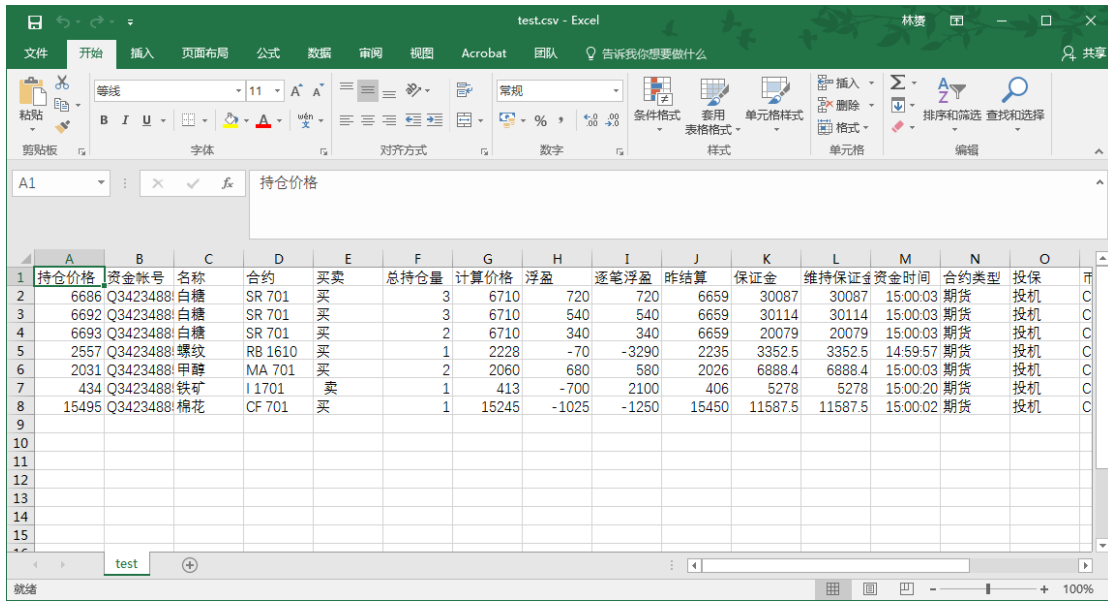 test.csv - Excel
林赟
文件 开始 插入 页面布局 公式 数据 审阅 视图 Acrobat 团队 告诉我你想要做什么 共享
粘贴 等线 11 A A 常规 条件格式 套用 表格格式 单元格样式 插入 删除 格式 排序和筛选 查找和选择
B I U A wén 文 % , .00
剪贴板 字体 对齐方式 数字 样式 单元格 编辑
A1 fx 持仓价格
A B C D E F G H I J K L M N O
1 持仓价格 资金帐号 名称 合约 买卖 总持仓量 计算价格 浮盈 逐笔浮盈 昨结算 保证金 维持保证金 资金时间 合约类型 投保 币
2 6686 Q3423488 白糖 SR 701 买 3 6710 720 720 6659 30087 30087 15:00:03 期货 投机 C
3 6692 Q3423488 白糖 SR 701 买 3 6710 540 540 6659 30114 30114 15:00:03 期货 投机 C
4 6693 Q3423488 白糖 SR 701 买 2 6710 340 340 6659 20079 20079 15:00:03 期货 投机 C
5 2557 Q3423488 螺纹 RB 1610 买 1 2228 -70 -3290 2235 3352.5 3352.5 14:59:57 期货 投机 C
6 2031 Q3423488 甲醇 MA 701 买 2 2060 680 580 2026 6888.4 6888.4 15:00:03 期货 投机 C
7 434 Q3423488 铁矿 I 1701 卖 1 413 -700 2100 406 5278 5278 15:00:20 期货 投机 C
8 15495 Q3423488 棉花 CF 701 买 1 15245 -1025 -1250 15450 11587.5 11587.5 15:00:02 期货 投机 C
9
10
11
12
13
14
15
test
就绪 100%